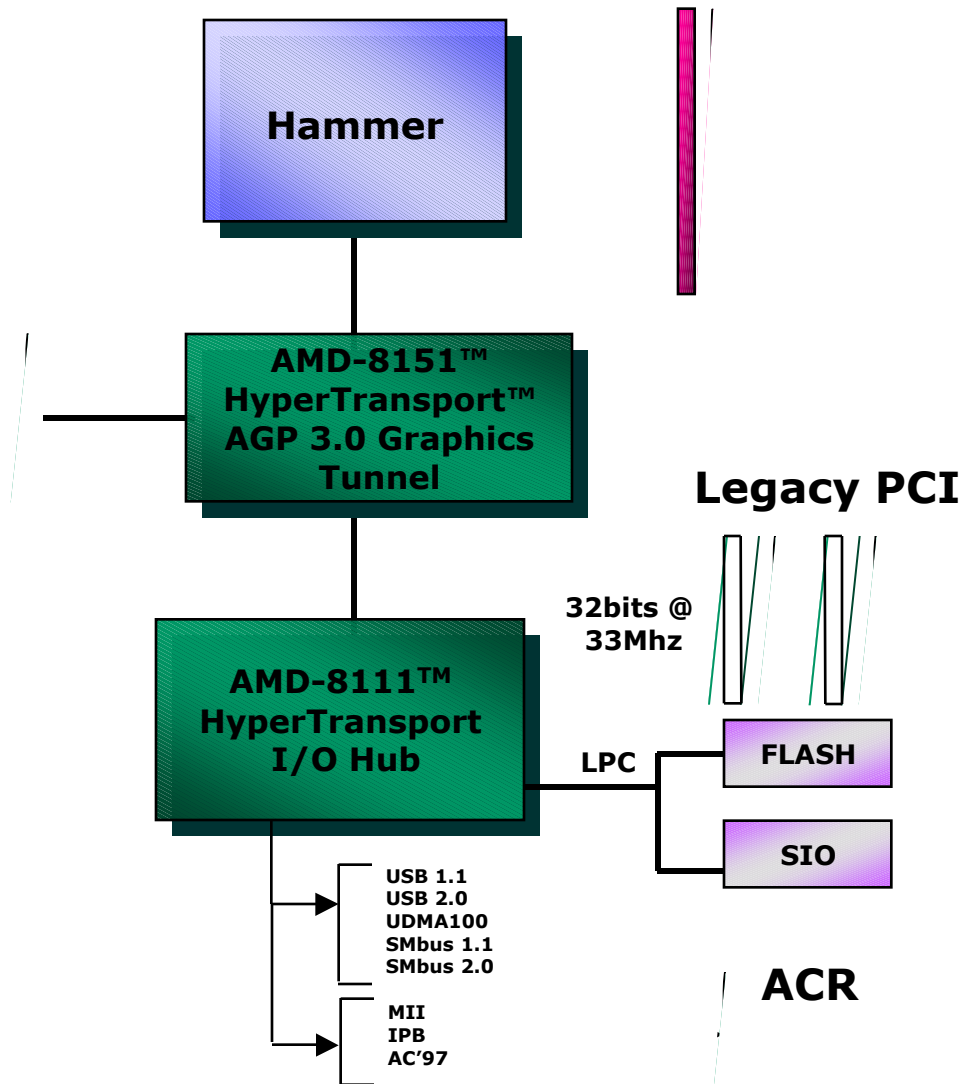 Hammer
AMD-8151™
HyperTransport™
AGP 3.0 Graphics
Tunnel
Legacy PCI
32bits @
33Mhz
AMD-8111™
HyperTransport
I/O Hub
LPC
FLASH
SIO
USB 1.1
USB 2.0
UDMA100
SMbus 1.1
SMbus 2.0
ACR
MII
IPB
AC’97